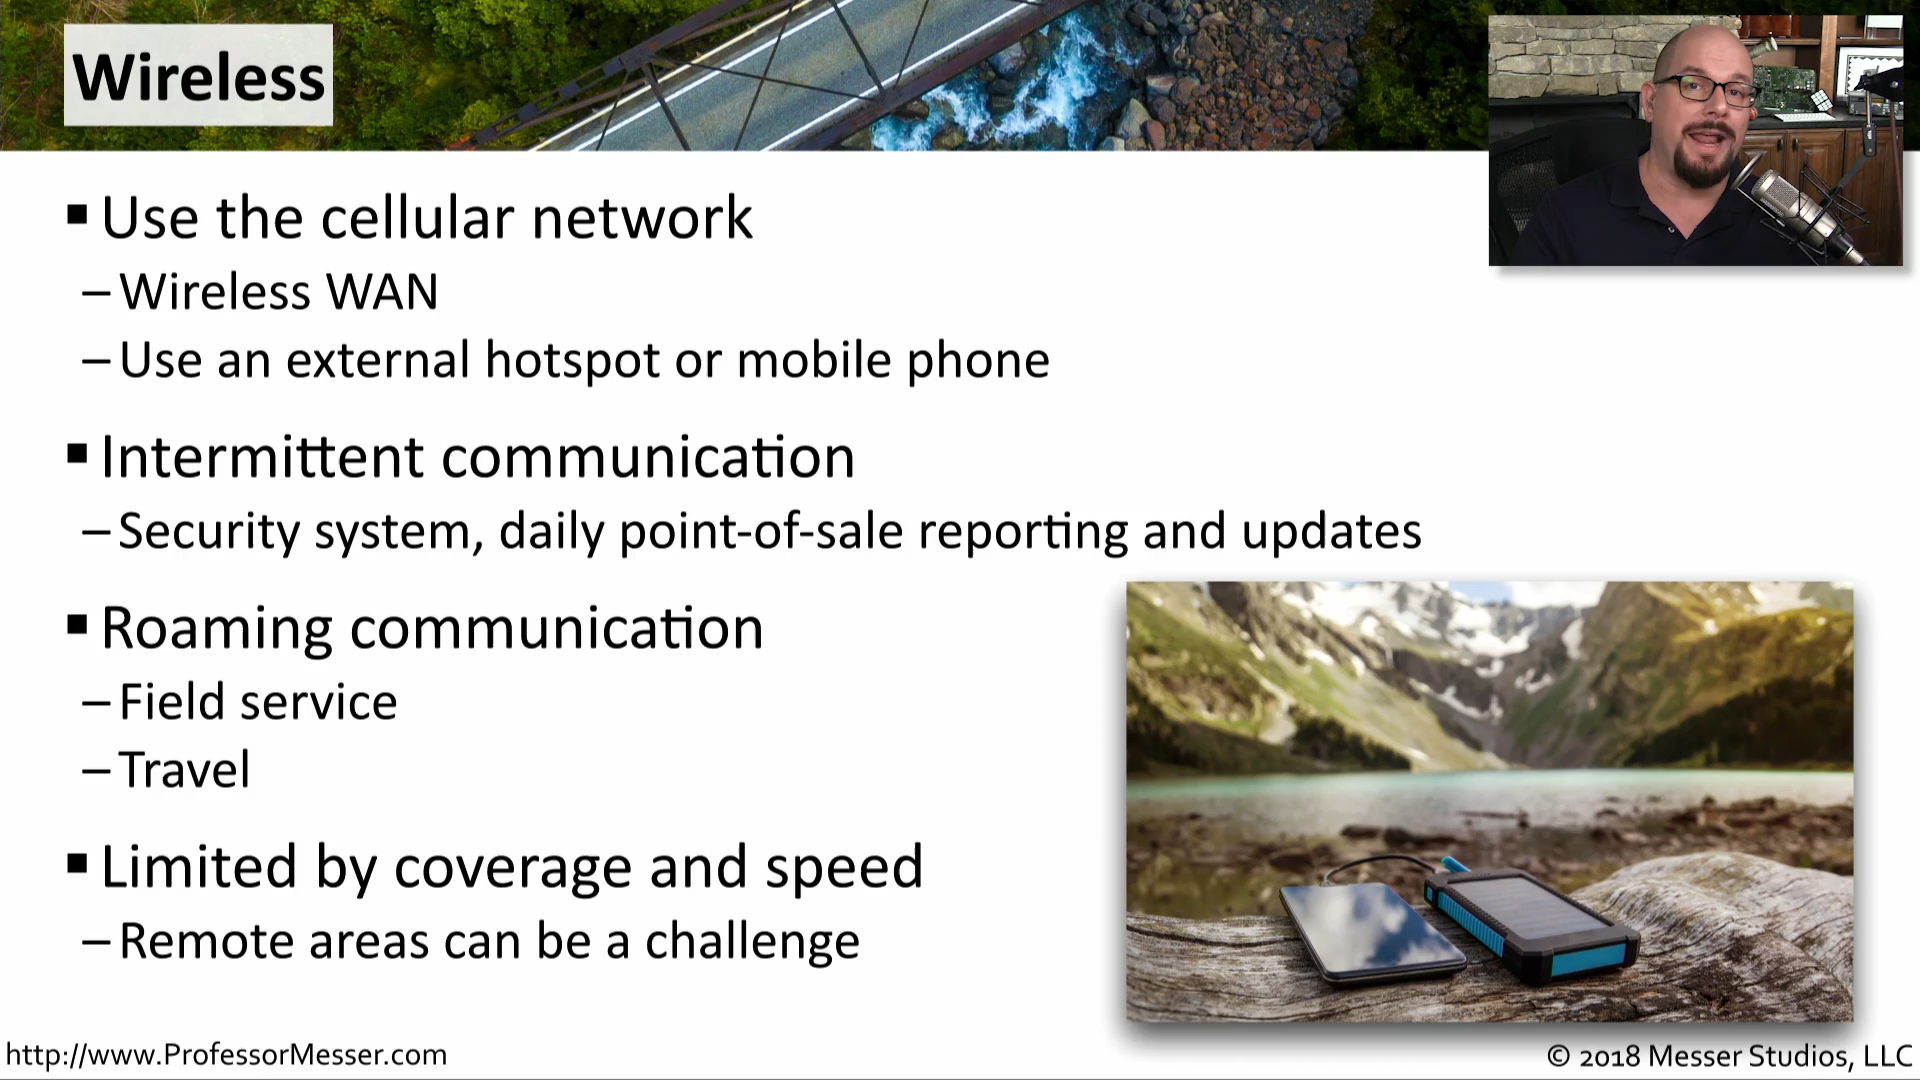 Wireless
▪ Use the cellular network
– Wireless WAN
– Use an external hotspot or mobile phone
▪ Intermittent communication
– Security system, daily point-of-sale reporting and updates
▪ Roaming communication
– Field service
– Travel
▪ Limited by coverage and speed
– Remote areas can be a challenge
http://www.ProfessorMesser.com
© 2018 Messer Studios, LLC